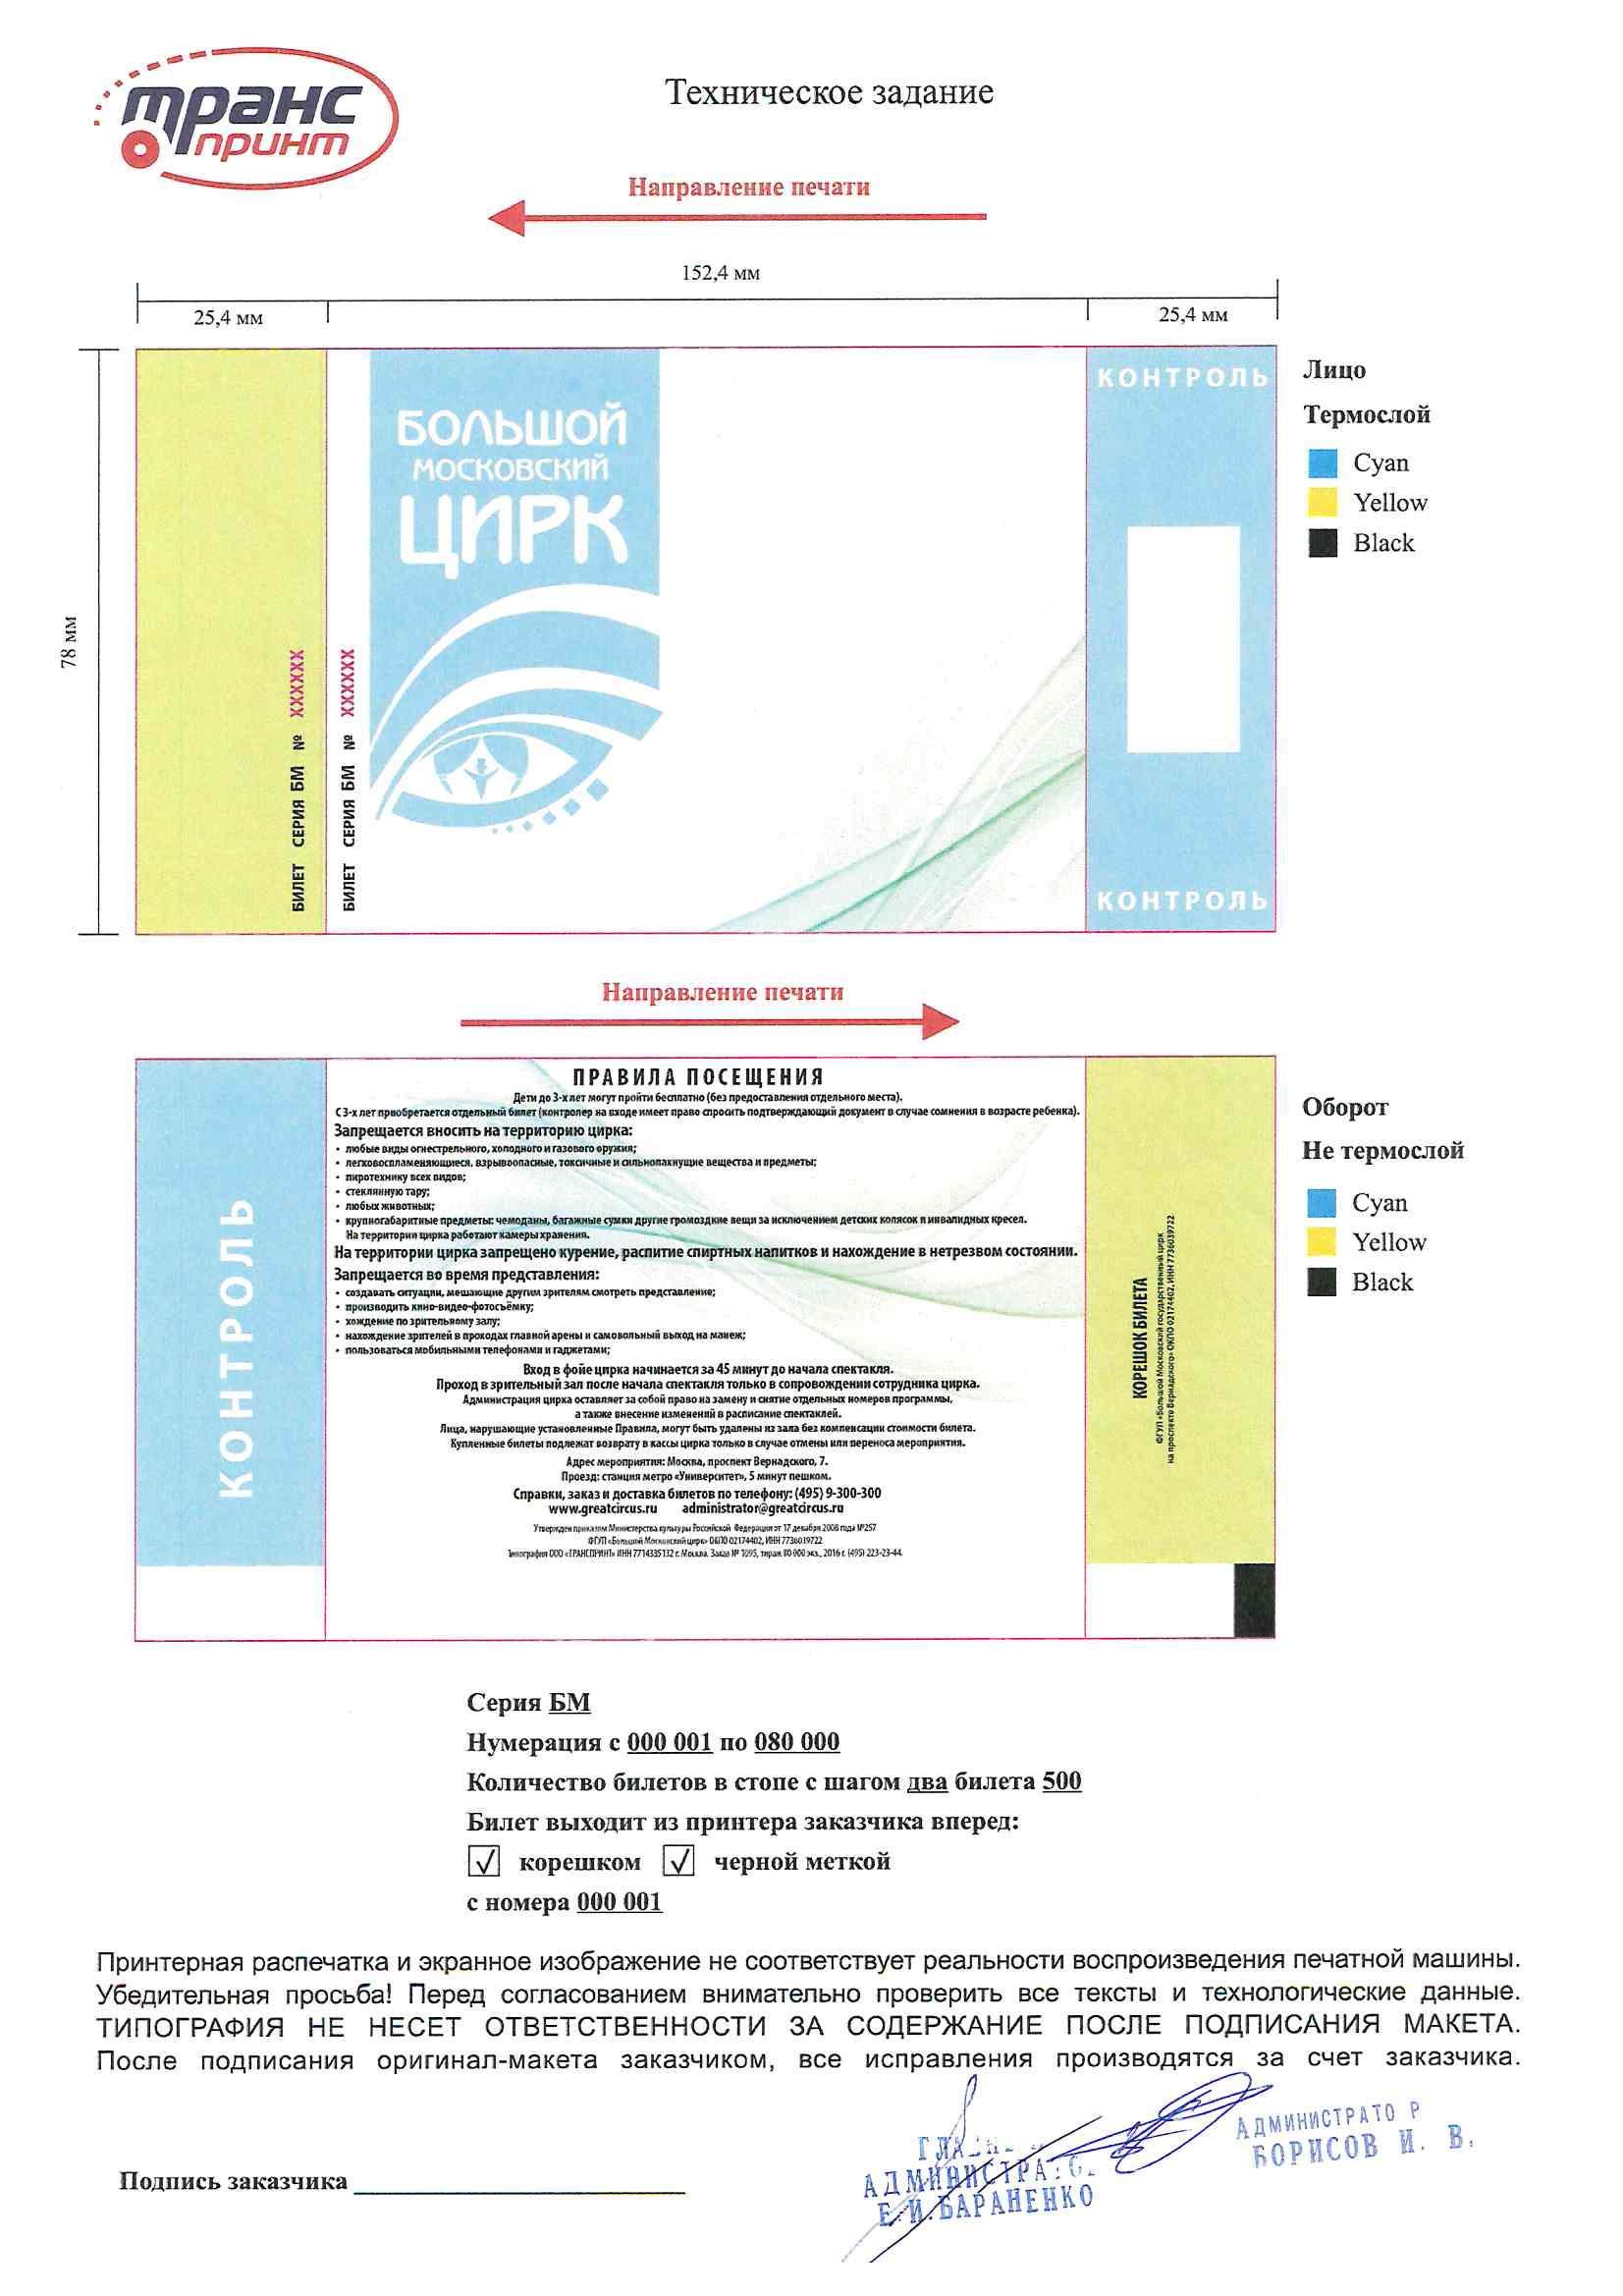 транс
принт
Техническое задание
Направление печати
152,4 мм
25,4 мм
25,4 мм
78 мм
БИЛЕТ СЕРИЯ БМ № XXXXXX
БИЛЕТ СЕРИЯ БМ № XXXXXX
БОЛЬШОЙ
МОСКОВСКИЙ
ЦИРК
КОНТРОЛЬ
КОНТРОЛЬ
Лицо
Термослой
Cyan
Yellow
Black
Направление печати
КОНТРОЛЬ
ПРАВИЛА ПОСЕЩЕНИЯ
Дети до 3-х лет могут пройти бесплатно (без предоставления отдельного места).
С 3-х лет приобретается отдельный билет (контролер на входе имеет право спросить подтверждающий документ в случае сомнения в возрасте ребенка).
Запрещается вносить на территорию цирка:
• любые виды огнестрельного, холодного и газового оружия;
• легковоспламеняющиеся, взрывоопасные, токсичные и сильнопахнущие вещества и предметы;
• пиротехнику всех видов;
• стеклянную тару;
• любых животных;
• крупногабаритные предметы: чемоданы, багажные сумки другие громоздкие вещи за исключением детских колясок и инвалидных кресел.
На территории цирка работают камеры хранения.
На территории цирка запрещено курение, распитие спиртных напитков и нахождение в нетрезвом состоянии.
Запрещается во время представления:
• создавать ситуации, мешающие другим зрителям смотреть представление;
• производить кино-видео-фотосъёмку;
• хождение по зрительному залу;
• нахождение зрителей в проходах главной арены и самовольный выход на манеж;
• пользоваться мобильными телефонами и гаджетами;
Вход в фойе цирка начинается за 45 минут до начала спектакля.
Проход в зрительный зал после начала спектакля только в сопровождении сотрудника цирка.
Администрация цирка оставляет за собой право на замену и снятие отдельных номеров программы,
а также внесение изменений в расписание спектаклей.
Лица, нарушающие установленные Правила, могут быть удалены из зала без компенсации стоимости билета.
Купленные билеты подлежат возврату в кассы цирка только в случае отмены или переноса мероприятия.
Адрес мероприятия: Москва, проспект Вернадского, 7.
Проезд: станция метро «Университет», 5 минут пешком.
Справки, заказ и доставка билетов по телефону: (495) 9-300-300
www.greatcircus.ru administrator@greatcircus.ru
Утвержден приказом Министерства культуры Российской Федерации от 17 декабря 2008 года №257
ФГУП «Большой Московский цирк» ОКПО 02174402, ИНН 7736039722
Типография ООО «ТРАНСПРИНТ» ИНН 7714335132 г. Москва. Заказ № 1095, тираж 80 000 экз., 2016 г. (495) 223-23-44.
КОРЕШОК БИЛЕТА
ФГУП «Большой Московский государственный цирк
на проспекте Вернадского» ОКПО 02174402, ИНН 7736039722
Оборот
Не термослой
Cyan
Yellow
Black
Серия БМ
Нумерация с 000 001 по 080 000
Количество билетов в стопе с шагом два билета 500
Билет выходит из принтера заказчика вперед:
√ корешком √ черной меткой
с номера 000 001
Принтерная распечатка и экранное изображение не соответствует реальности воспроизведения печатной машины.
Убедительная просьба! Перед согласованием внимательно проверить все тексты и технологические данные.
ТИПОГРАФИЯ НЕ НЕСЕТ ОТВЕТСТВЕННОСТИ ЗА СОДЕРЖАНИЕ ПОСЛЕ ПОДПИСАНИЯ МАКЕТА.
После подписания оригинал-макета заказчиком, все исправления производятся за счет заказчика.
Подпись заказчика
Е.И.БАРАНЕНКО
АДМИНИСТРАТОР
БОРИСОВ И. В.